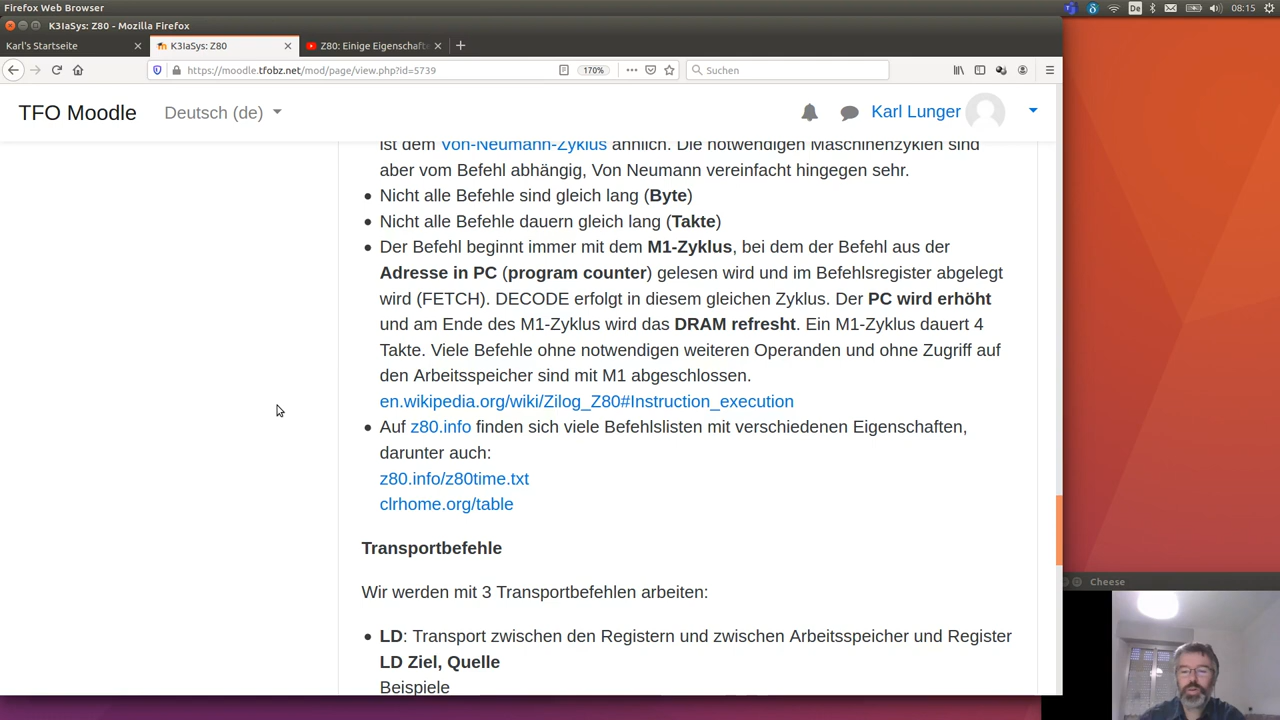 Firefox Web Browser
De
08:15
K3IaSys: Z80 - Mozilla Firefox
Karl's Startseite
K3IaSys: Z80
Z80: Einige Eigenschaft
https://moodle.tfobz.net/mod/page/view.php?id=5739
170%
Suchen
TFO Moodle
Deutsch (de)
Karl Lunger
ist dem Von-Neumann-Zyklus ähnlich. Die notwendigen Maschinenzyklen sind
aber vom Befehl abhängig, Von Neumann vereinfacht hingegen sehr.
Nicht alle Befehle sind gleich lang (Byte)
Nicht alle Befehle dauern gleich lang (Takte)
Der Befehl beginnt immer mit dem M1-Zyklus, bei dem der Befehl aus der
Adresse in PC (program counter) gelesen wird und im Befehlsregister abgelegt
wird (FETCH). DECODE erfolgt in diesem gleichen Zyklus. Der PC wird erhöht
und am Ende des M1-Zyklus wird das DRAM refresht. Ein M1-Zyklus dauert 4
Takte. Viele Befehle ohne notwendigen weiteren Operanden und ohne Zugriff auf
den Arbeitsspeicher sind mit M1 abgeschlossen.
en.wikipedia.org/wiki/Zilog_Z80#Instruction_execution
Auf z80.info finden sich viele Befehlslisten mit verschiedenen Eigenschaften,
darunter auch:
z80.info/z80time.txt
clrhome.org/table
Transportbefehle
Wir werden mit 3 Transportbefehlen arbeiten:
LD: Transport zwischen den Registern und zwischen Arbeitsspeicher und Register
LD Ziel, Quelle
Beispiele
Cheese